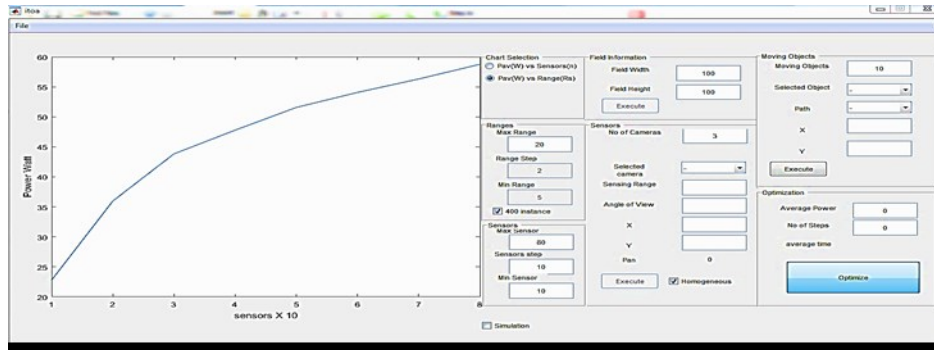 itoa
File
60
55
50
45
40
35
30
25
20
Power Watt
1 2 3 4 5 6 7 8
sensors X 10
Chart Selection
Pav(W) vs Sensors(n)
Pav(W) vs Range(Rs)
Ranges
Max Range
20
Range Step
2
Min Range
5
400 instance
Sensors
Max Sensor
80
Sensors step
10
Min Sensor
10
Simulation
Field Information
Field Width 100
Field Height 100
Execute
Sensors
No of Cameras 3
Selected camera -
Sensing Range
Angle of View
X
Y
Pan 0
Execute Homogeneous
Moving Objects
Moving Objects 10
Selected Object -
Path -
X
Y
Execute
Optimization
Average Power 0
No of Steps 0
average time
Optimize